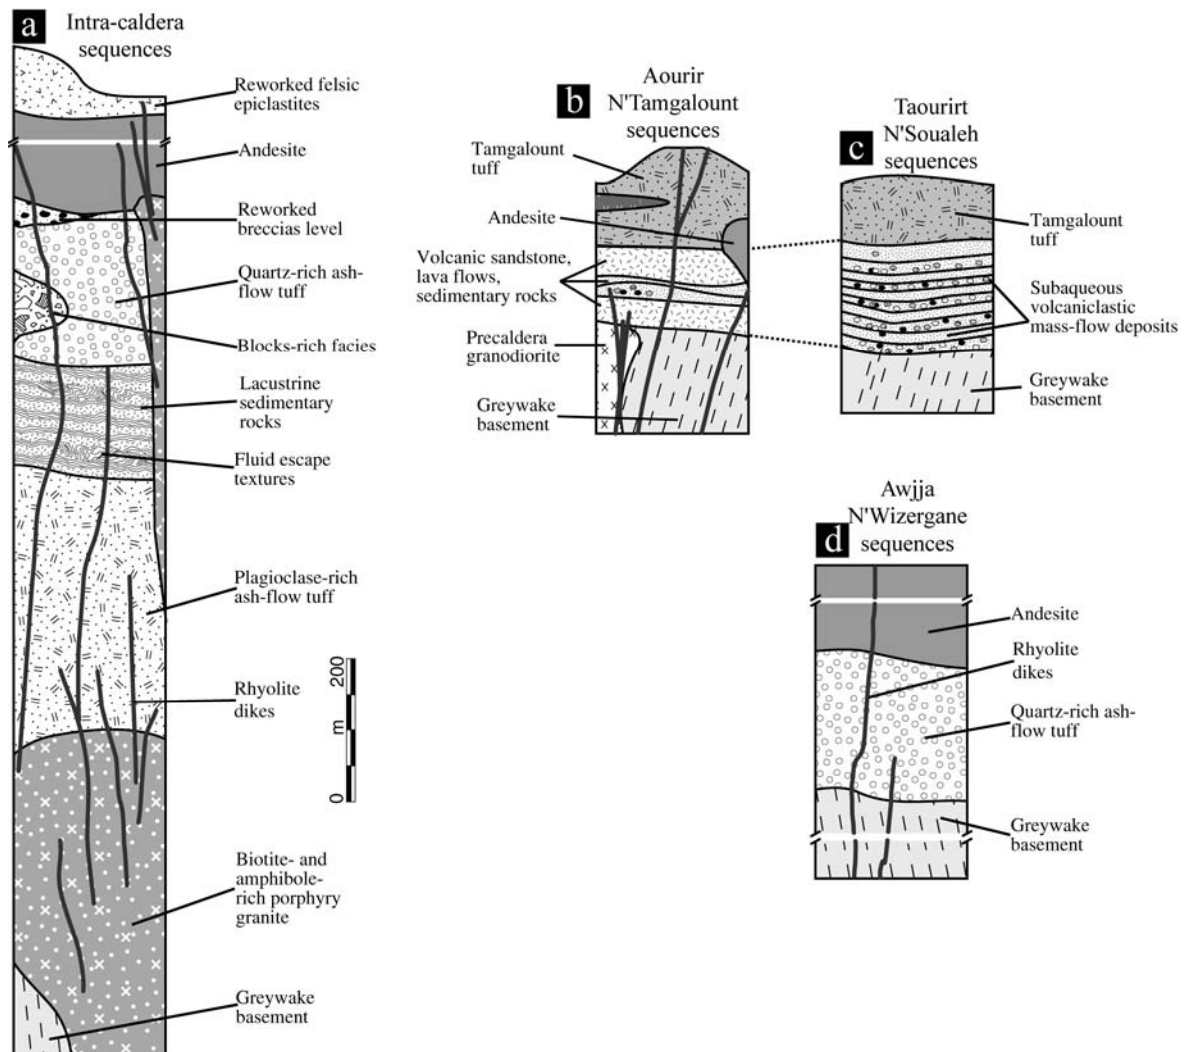 a
Intra-caldera
sequences
Reworked felsic
epiclastites
Andesite
Reworked
breccias level
Quartz-rich ash-
flow tuff
Blocks-rich facies
Lacustrine
sedimentary
rocks
Fluid escape
textures
Plagioclase-rich
ash-flow tuff
Rhyolite
dikes
Biotite- and
amphibole-
rich porphyry
granite
Greywake
basement
200
m
0
b
Aourir
N'Tamgalount
sequences
Tamgalount
tuff
Andesite
Volcanic sandstone,
lava flows,
sedimentary rocks
Precaldera
granodiorite
Greywake
basement
c
Taourirt
N'Soualeh
sequences
Tamgalount
tuff
Subaqueous
volcaniclastic
mass-flow deposits
Greywake
basement
d
Awjja
N'Wizergane
sequences
Andesite
Rhyolite
dikes
Quartz-rich ash-
flow tuff
Greywake
basement